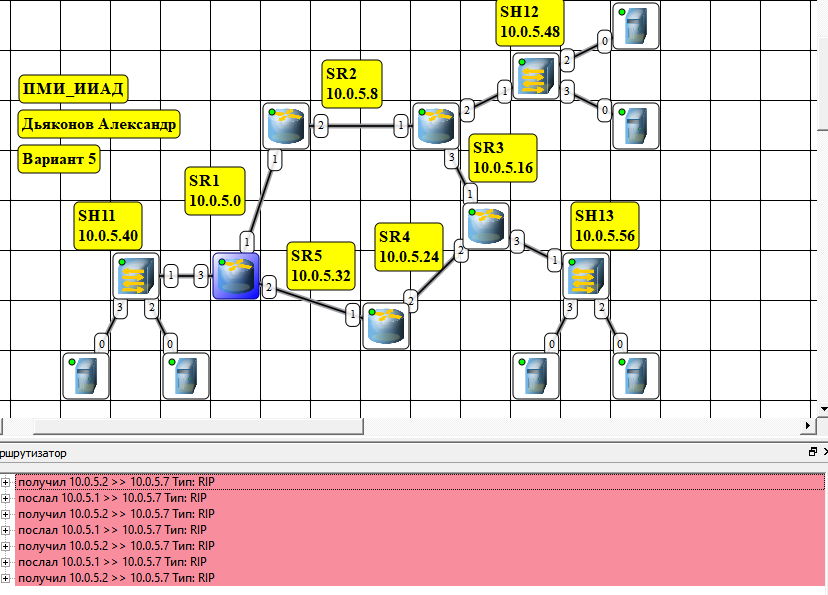 SH12
10.0.5.48
0
2
1
3
0
ПМИ_ИИАД
Дьяконов Александр
Вариант 5
SR2
10.0.5.8
2
1
2
1
3
SR3
10.0.5.16
1
SR1
10.0.5.0
SH11
10.0.5.40
1
SR5
10.0.5.32
SR4
10.0.5.24
2
3
SH13
10.0.5.56
1
1
3
2
1
2
3
2
3
2
0
0
0
0
ршрутизатор
получил 10.0.5.2 >> 10.0.5.7 Тип: RIP
послал 10.0.5.1 >> 10.0.5.7 Тип: RIP
получил 10.0.5.2 >> 10.0.5.7 Тип: RIP
послал 10.0.5.1 >> 10.0.5.7 Тип: RIP
получил 10.0.5.2 >> 10.0.5.7 Тип: RIP
послал 10.0.5.1 >> 10.0.5.7 Тип: RIP
получил 10.0.5.2 >> 10.0.5.7 Тип: RIP